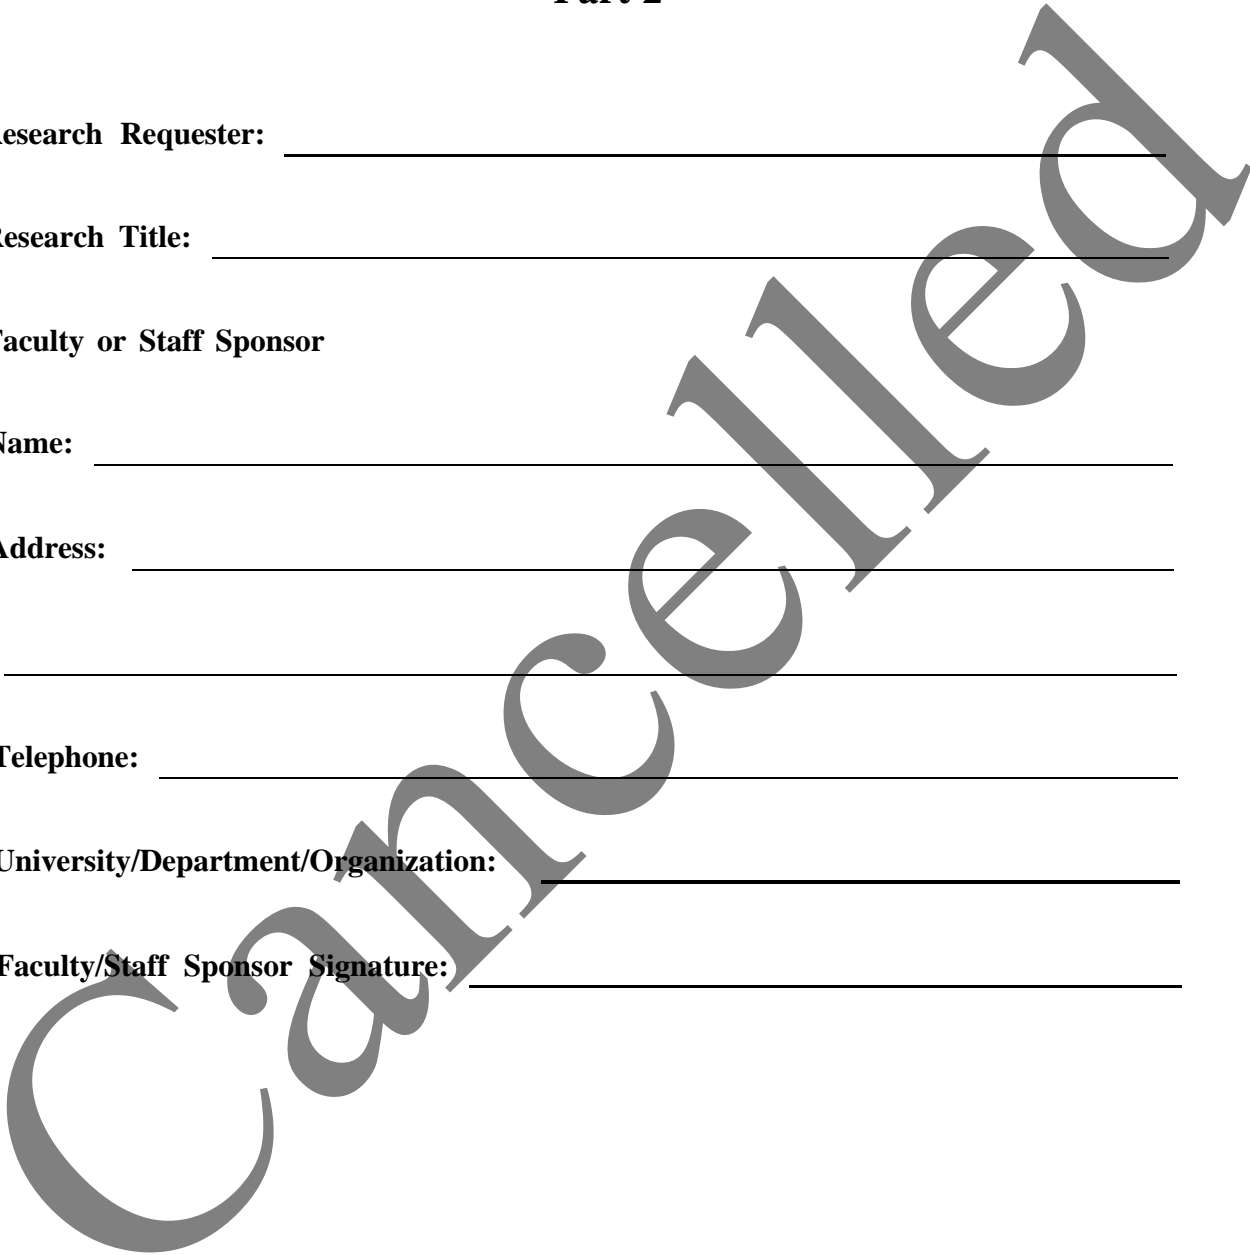 Part 2
Research Requester:
Research Title:
Faculty or Staff Sponsor
Name:
Address:
Telephone:
University/Department/Organization:
Faculty/Staff Sponsor Signature:
Cancelled